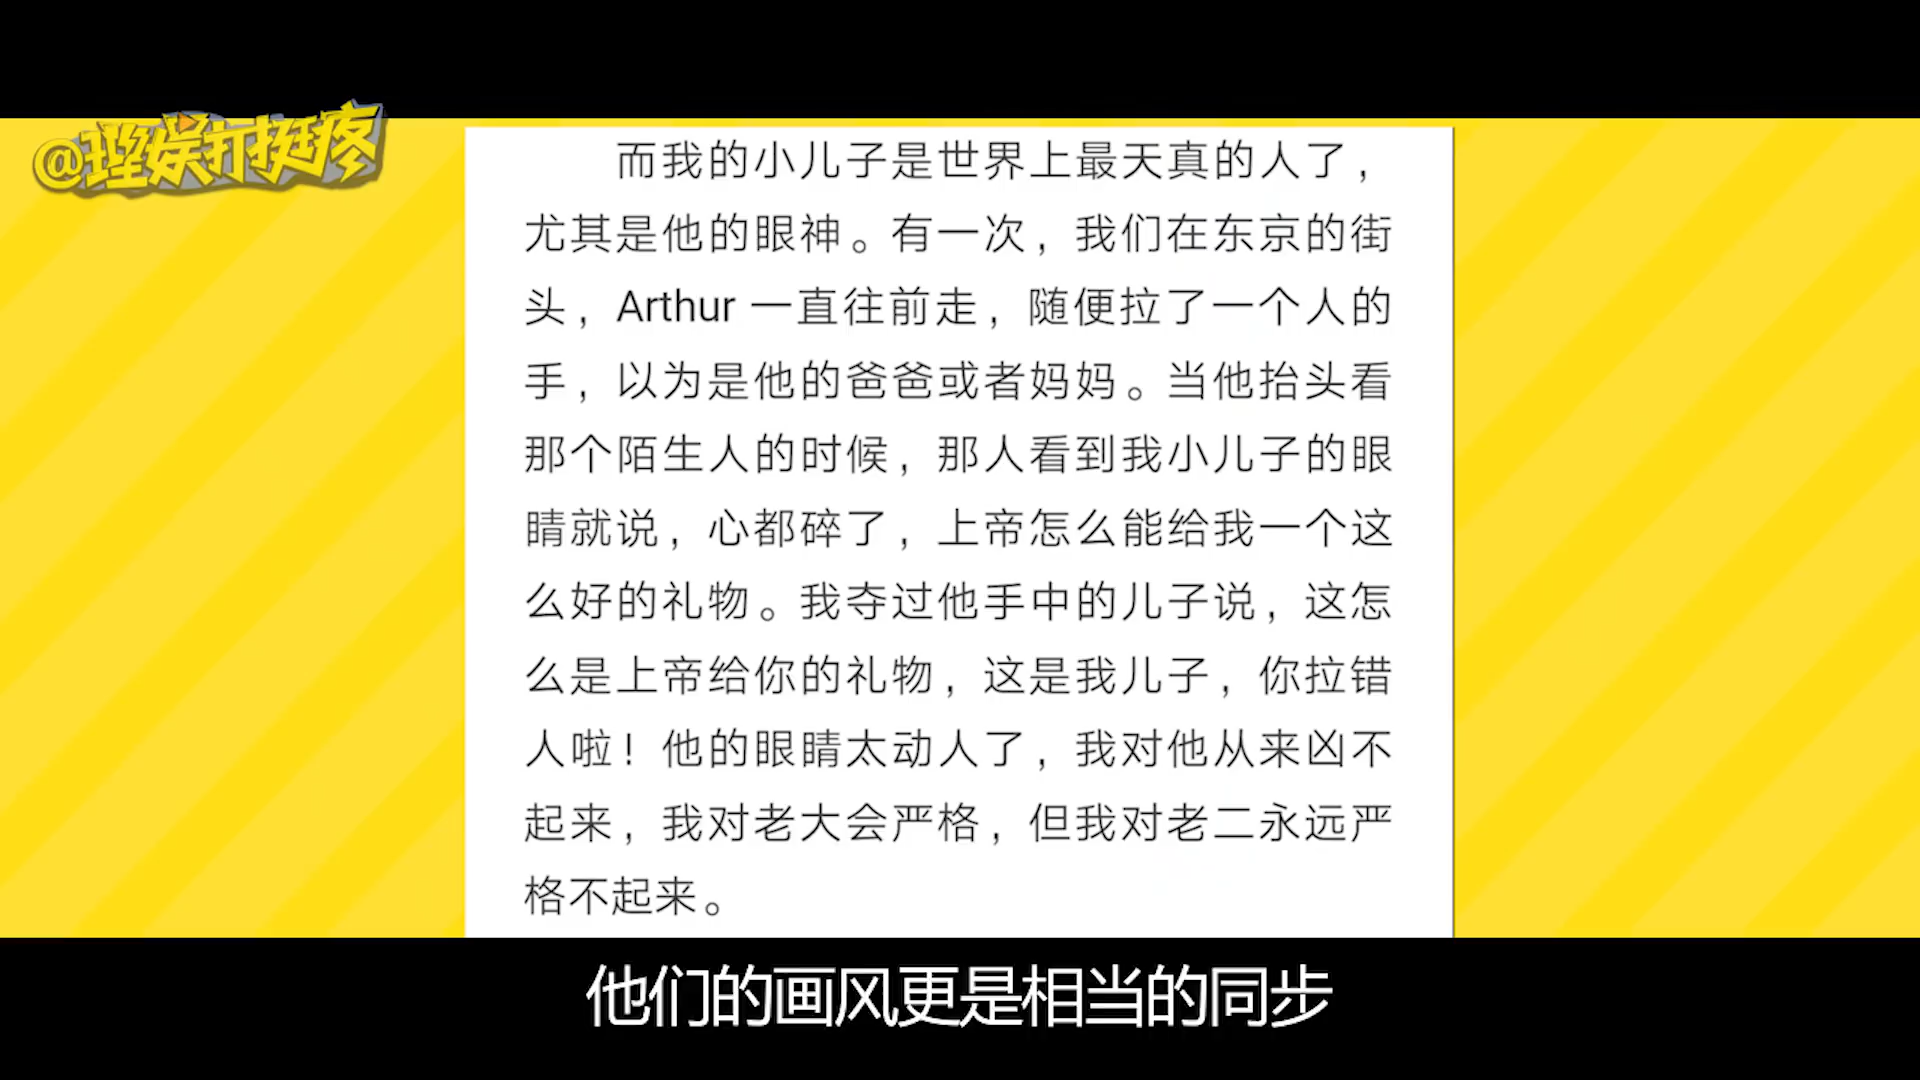 @理娱打挺疼
而我的小儿子是世界上最天真的人了，
尤其是他的眼神。有一次，我们在东京的街
头，Arthur 一直往前走，随便拉了一个人的
手，以为是他的爸爸或者妈妈。当他抬头看
那个陌生人的时候，那人看到我小儿子的眼
睛就说，心都碎了，上帝怎么能给我一个这
么好的礼物。我夺过他手中的儿子说，这怎
么是上帝给你的礼物，这是我儿子，你拉错
人啦！他的眼睛太动人了，我对他从来凶不
起来，我对老大会严格，但我对老二永远严
格不起来。
他们的画风更是相当的同步